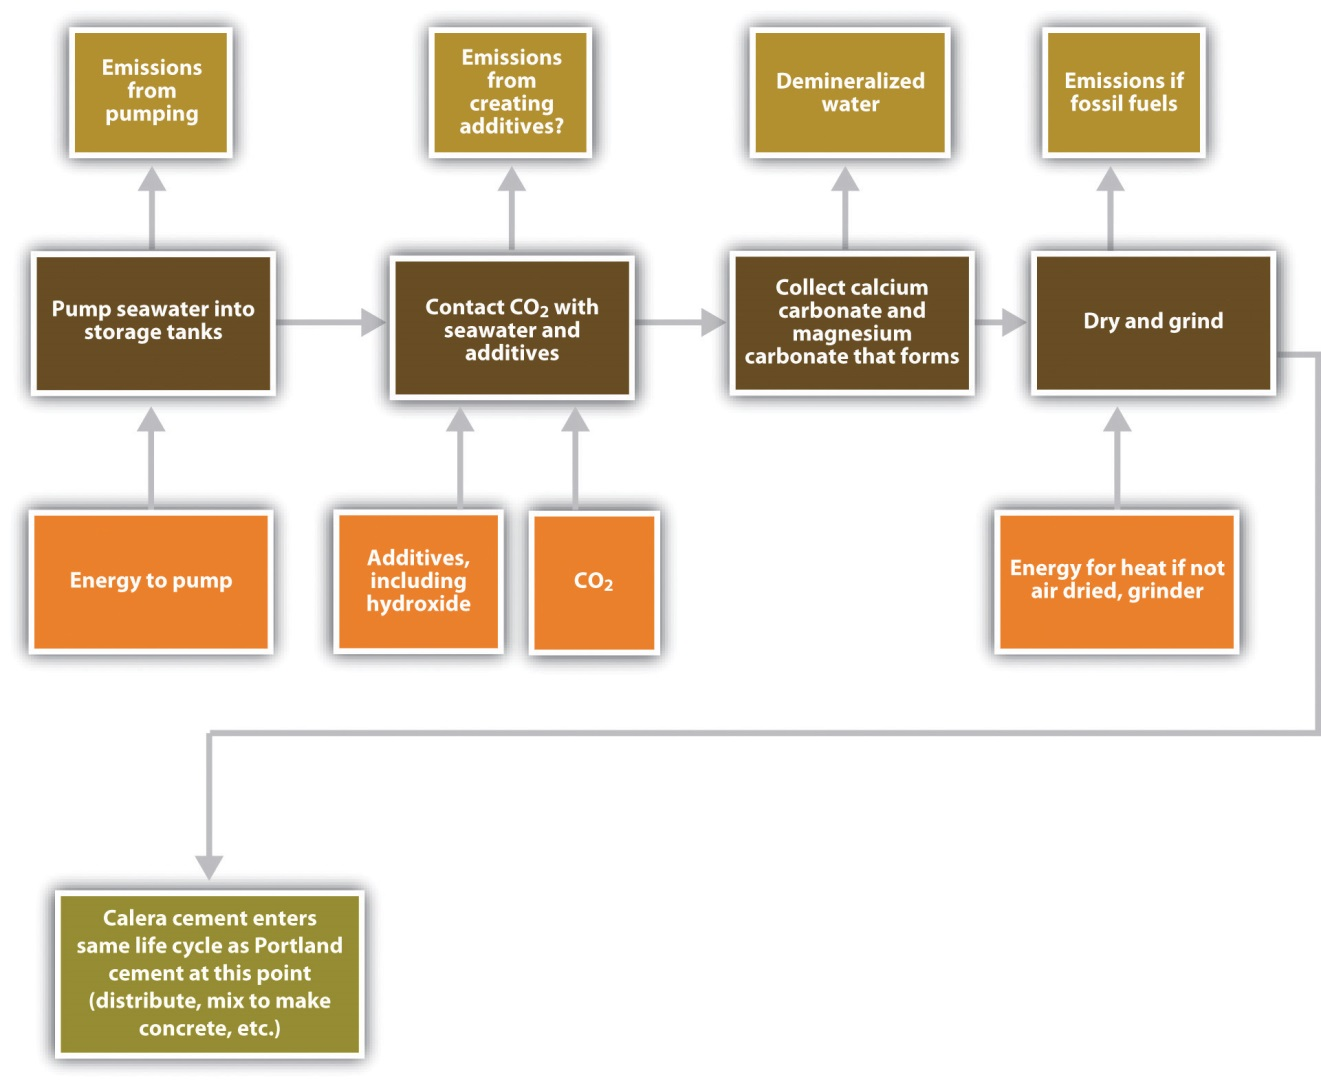 Emissions
from
pumping
Emissions
from
creating
additives?
Demineralized
water
Emissions if
fossil fuels
Pump seawater into
storage tanks
Contact CO₂ with
seawater and
additives
Collect calcium
carbonate and
magnesium
carbonate that forms
Dry and grind
Energy to pump
Additives,
including
hydroxide
CO₂
Energy for heat if not
air dried, grinder
Calera cement enters
same life cycle as Portland
cement at this point
(distribute, mix to make
concrete, etc.)